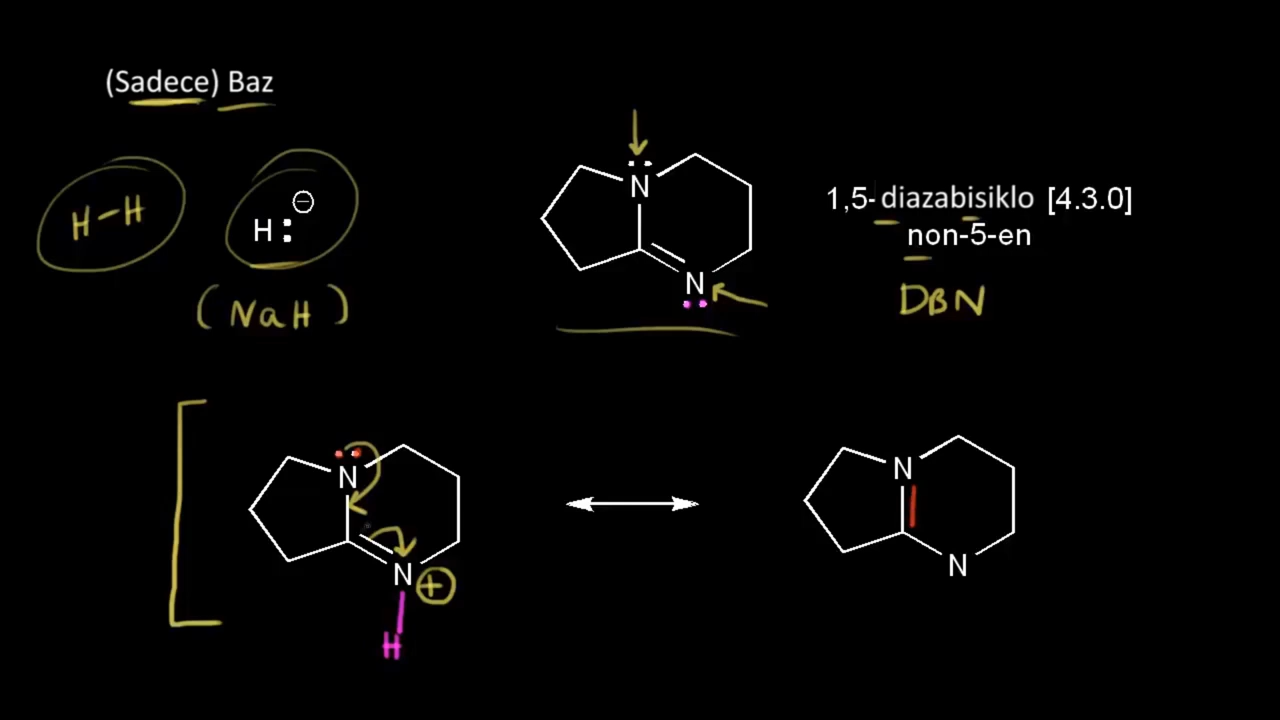 (Sadece) Baz
H-H
H:⊖
(NaH)
N
N
1,5-diazabisiklo [4.3.0]
non-5-en
DBN
N
N
+
H
N
N